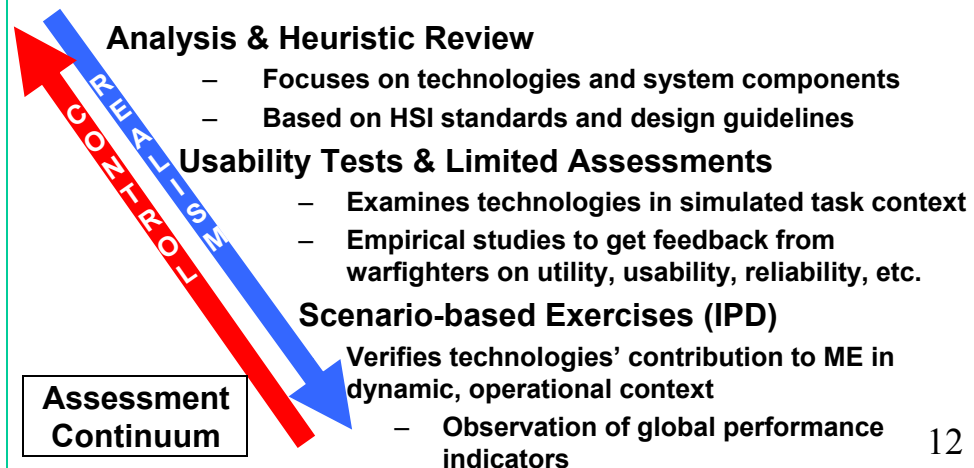 Analysis & Heuristic Review
– Focuses on technologies and system components
– Based on HSI standards and design guidelines
REALISM
CONTROL
Usability Tests & Limited Assessments
– Examines technologies in simulated task context
– Empirical studies to get feedback from
warfighters on utility, usability, reliability, etc.
Scenario-based Exercises (IPD)
Verifies technologies’ contribution to ME in
dynamic, operational context
– Observation of global performance
indicators
Assessment
Continuum
12